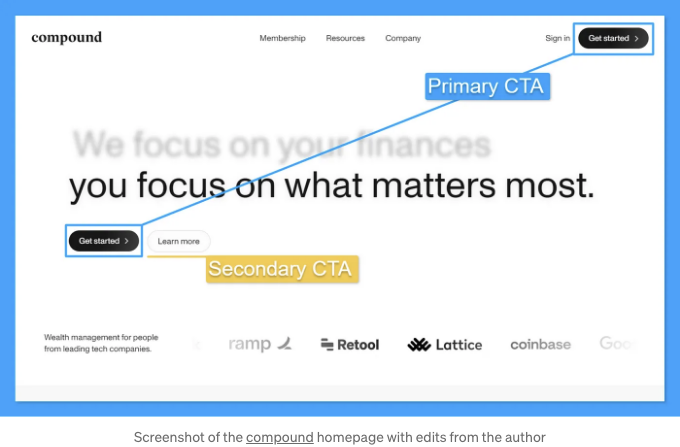 compound
Membership Resources Company
Sign in Get started
Primary CTA
We focus on your finances
you focus on what matters most.
Get started Learn more
Secondary CTA
Wealth management for people
from leading tech companies.
ramp Retool Lattice coinbase
Screenshot of the compound homepage with edits from the author